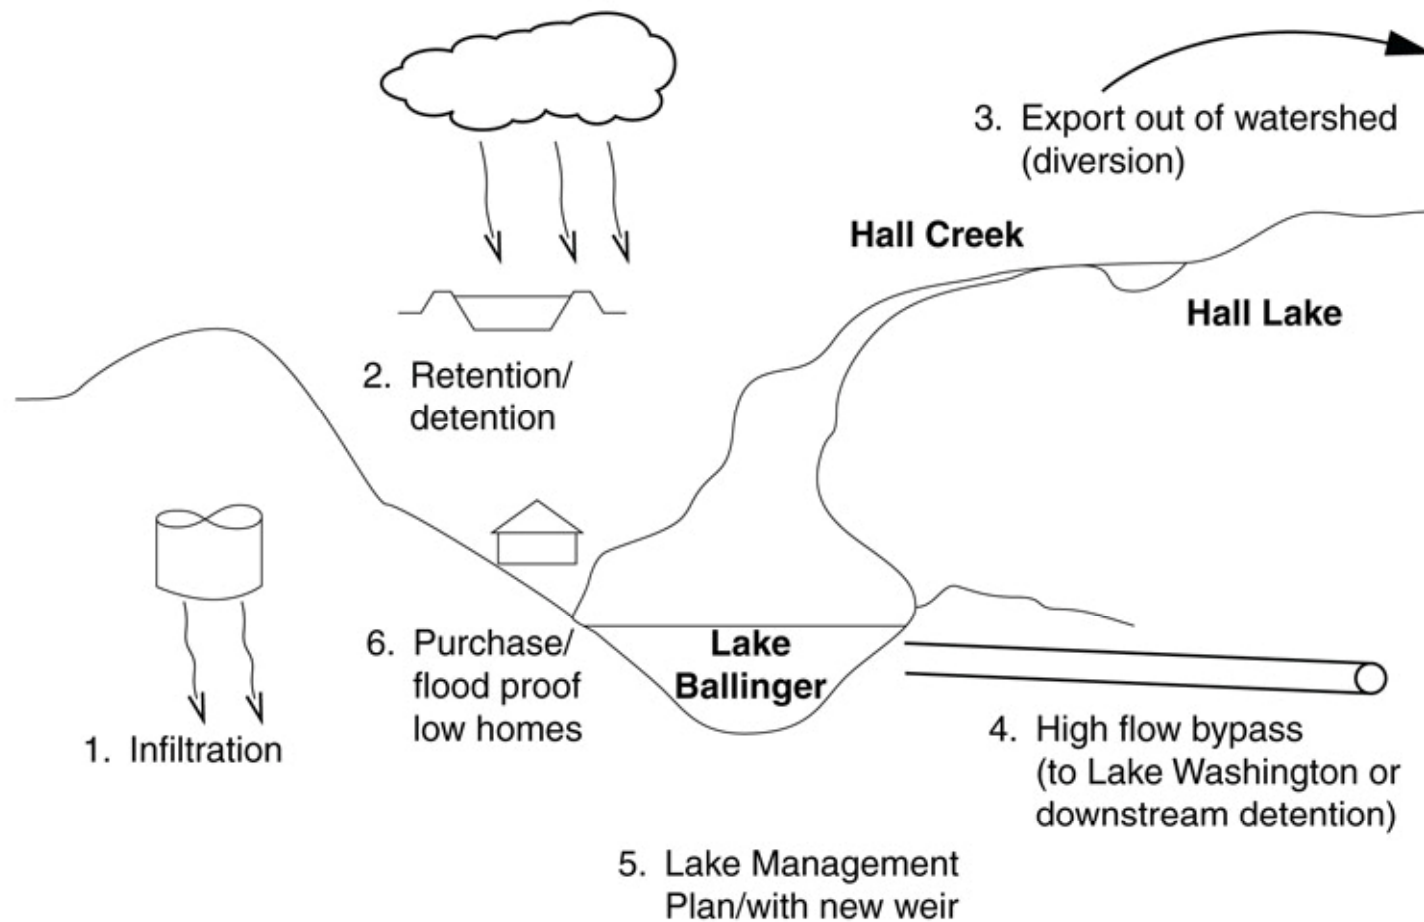 3. Export out of watershed
(diversion)
Hall Creek
Hall Lake
2. Retention/
detention
6. Purchase/
flood proof
low homes
Lake
Ballinger
1. Infiltration
4. High flow bypass
(to Lake Washington or
downstream detention)
5. Lake Management
Plan/with new weir